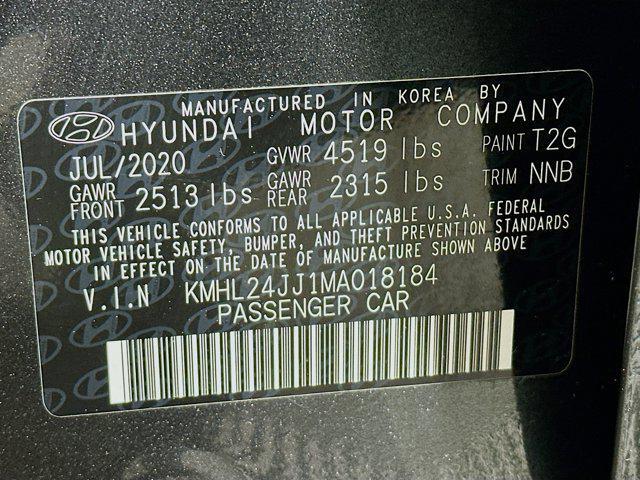 MANUFACTURED IN KOREA BY
HYUNDAI MOTOR COMPANY
JUL/2020 GVWR 4519 lbs PAINT T2G
GAWR FRONT 2513 lbs GAWR REAR 2315 lbs TRIM NNB
THIS VEHICLE CONFORMS TO ALL APPLICABLE U.S.A. FEDERAL
MOTOR VEHICLE SAFETY, BUMPER, AND THEFT PREVENTION STANDARDS
IN EFFECT ON THE DATE OF MANUFACTURE SHOWN ABOVE
V.I.N KMHL24JJ1MA018184
PASSENGER CAR